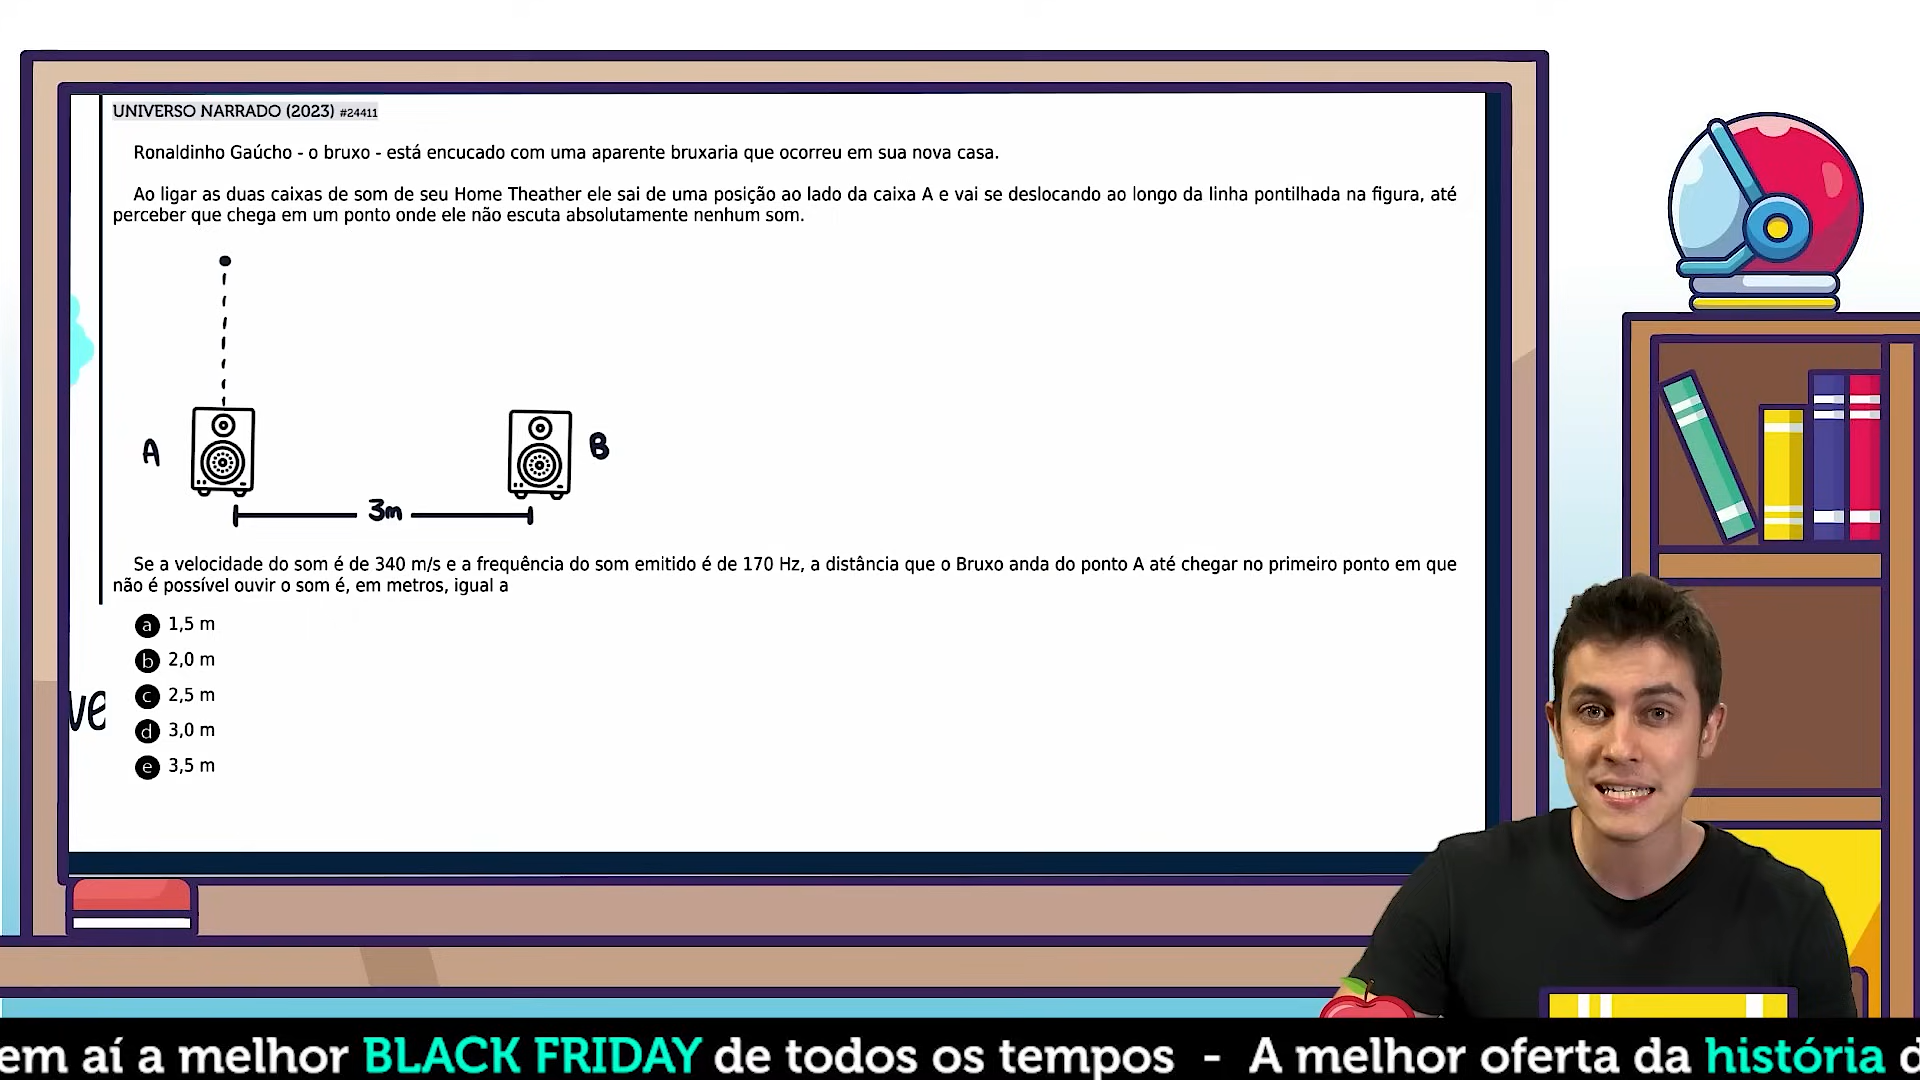 UNIVERSO NARRADO (2023) #24411
Ronaldinho Gaúcho - o bruxo - está encucado com uma aparente bruxaria que ocorreu em sua nova casa.
Ao ligar as duas caixas de som de seu Home Theather ele sai de uma posição ao lado da caixa A e vai se deslocando ao longo da linha pontilhada na figura, até
perceber que chega em um ponto onde ele não escuta absolutamente nenhum som.
A
B
3m
Se a velocidade do som é de 340 m/s e a frequência do som emitido é de 170 Hz, a distância que o Bruxo anda do ponto A até chegar no primeiro ponto em que
não é possível ouvir o som é, em metros, igual a
a 1,5 m
b 2,0 m
c 2,5 m
d 3,0 m
e 3,5 m
ve
em aí a melhor BLACK FRIDAY de todos os tempos - A melhor oferta da história d